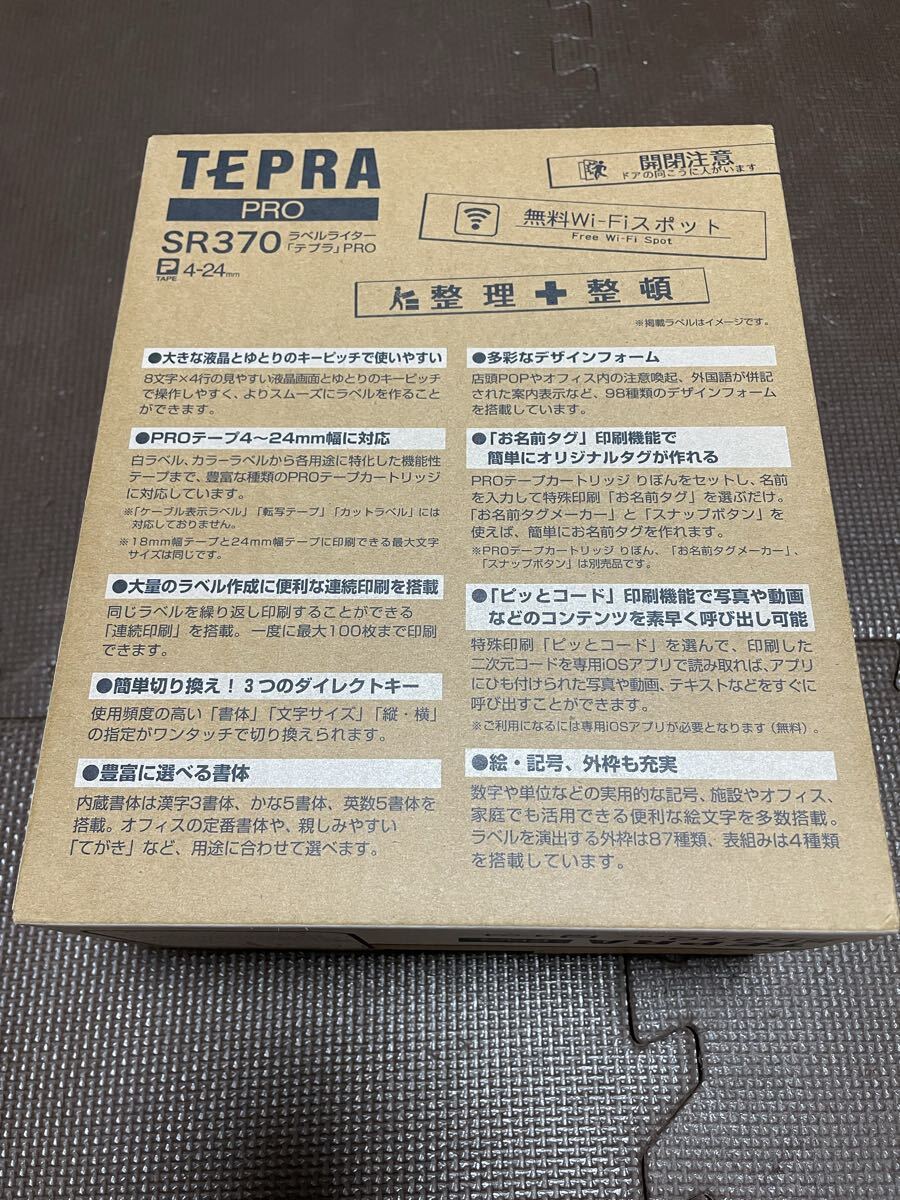 TEPRA
PRO
SR370 ラベルライター
「テプラ」PRO
P
TAPE 4-24mm
開閉注意
ドアの向こうに人がいます
無料Wi-Fiスポット
Free Wi-Fi Spot
整理 整頓
※掲載ラベルはイメージです。
●大きな液晶とゆとりのキーピッチで使いやすい
8文字×4行の見やすい液晶画面とゆとりのキーピッチ
で操作しやすく、よりスムーズにラベルを作ること
ができます。
●PROテープ4〜24mm幅に対応
白ラベル、カラーラベルから各用途に特化した機能性
テープまで、豊富な種類のPROテープカートリッジ
に対応しています。
※「ケーブル表示ラベル」「転写テープ」「カットラベル」には
対応しておりません。
※18mm幅テープと24mm幅テープに印刷できる最大文字
サイズは同じです。
●大量のラベル作成に便利な連続印刷を搭載
同じラベルを繰り返し印刷することができる
「連続印刷」を搭載。一度に最大100枚まで印刷
できます。
●簡単切り換え！3つのダイレクトキー
使用頻度の高い「書体」「文字サイズ」「縦・横」
の指定がワンタッチで切り換えられます。
●豊富に選べる書体
内蔵書体は漢字3書体、かな5書体、英数5書体を
搭載。オフィスの定番書体や、親しみやすい
「てがき」など、用途に合わせて選べます。
●多彩なデザインフォーム
店頭POPやオフィス内の注意喚起、外国語が併記
された案内表示など、98種類のデザインフォーム
を搭載しています。
●「お名前タグ」印刷機能で
簡単にオリジナルタグが作れる
PROテープカートリッジ りぼんをセットし、名前
を入力して特殊印刷「お名前タグ」を選ぶだけ。
「お名前タグメーカー」と「スナップボタン」を
使えば、簡単にお名前タグを作れます。
※PROテープカートリッジ りぼん、「お名前タグメーカー」、
「スナップボタン」は別売品です。
●「ピッとコード」印刷機能で写真や動画
などのコンテンツを素早く呼び出し可能
特殊印刷「ピッとコード」を選んで、印刷した
二次元コードを専用iOSアプリで読み取れば、アプリ
にひも付けられた写真や動画、テキストなどをすぐに
呼び出すことができます。
※ご利用になるには専用iOSアプリが必要となります（無料）。
●絵・記号、外枠も充実
数字や単位などの実用的な記号、施設やオフィス、
家庭でも活用できる便利な絵文字を多数搭載。
ラベルを演出する外枠は87種類、表組みは4種類
を搭載しています。